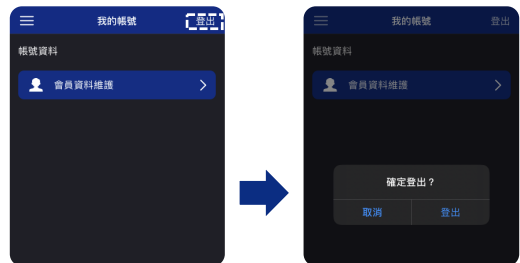 我的帳號
登出
帳號資料
會員資料維護
我的帳號
登出
帳號資料
會員資料維護
確定登出？
取消
登出